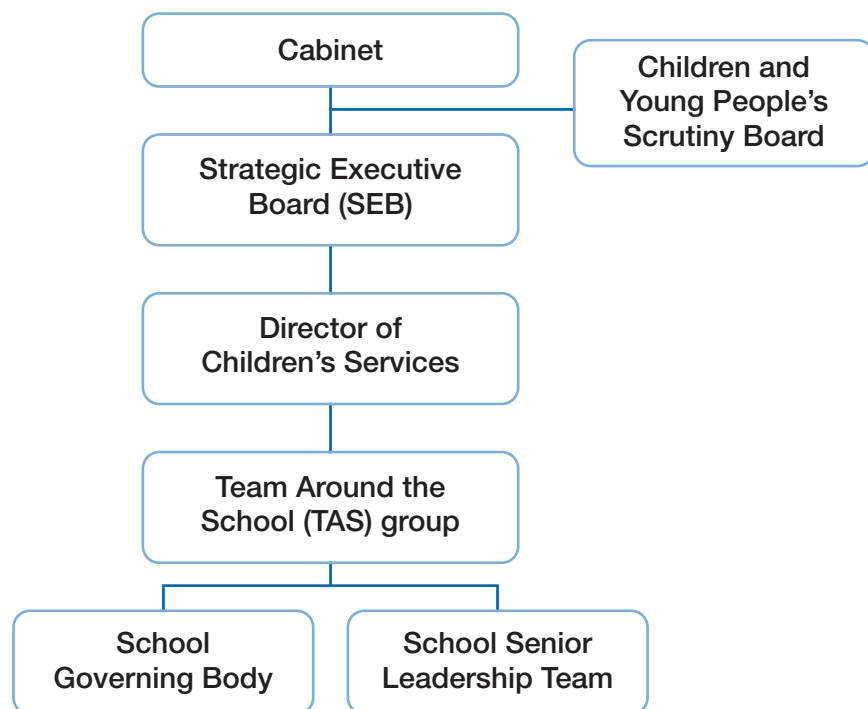 Cabinet
Children and
Young People’s
Scrutiny Board
Strategic Executive
Board (SEB)
Director of
Children’s Services
Team Around the
School (TAS) group
School
Governing Body
School Senior
Leadership Team